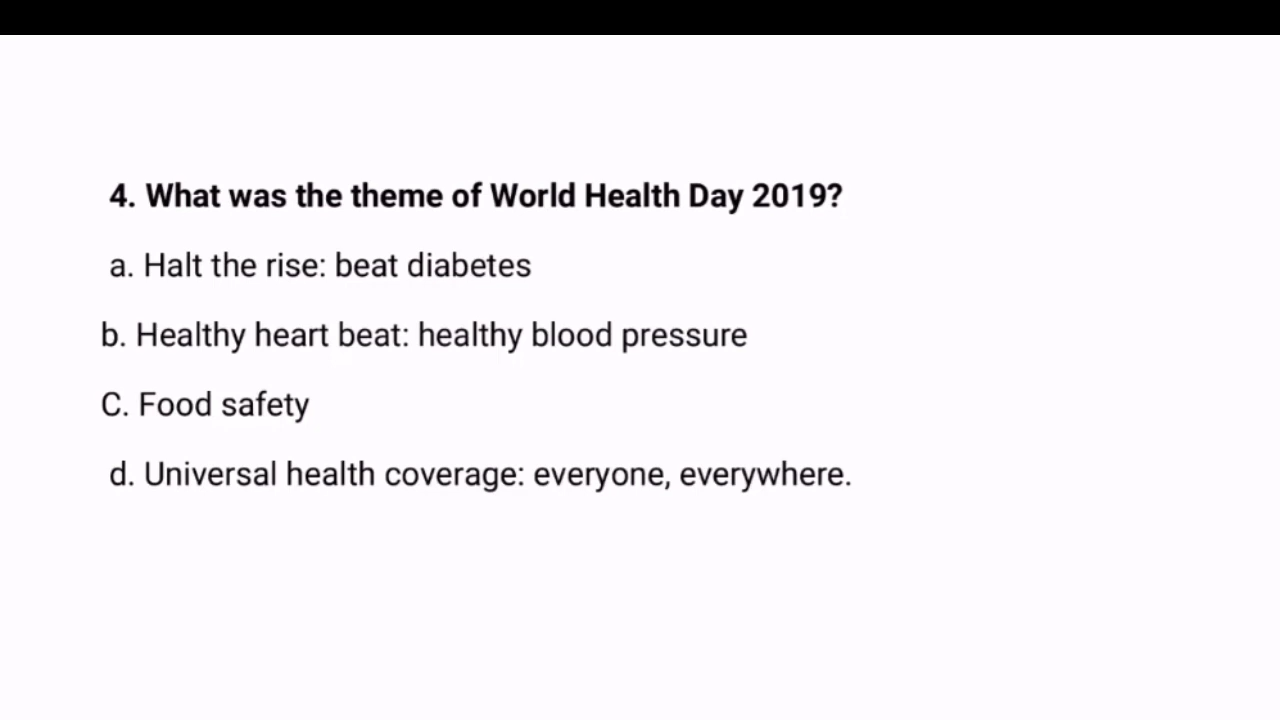 4. What was the theme of World Health Day 2019?
a. Halt the rise: beat diabetes
b. Healthy heart beat: healthy blood pressure
C. Food safety
d. Universal health coverage: everyone, everywhere.